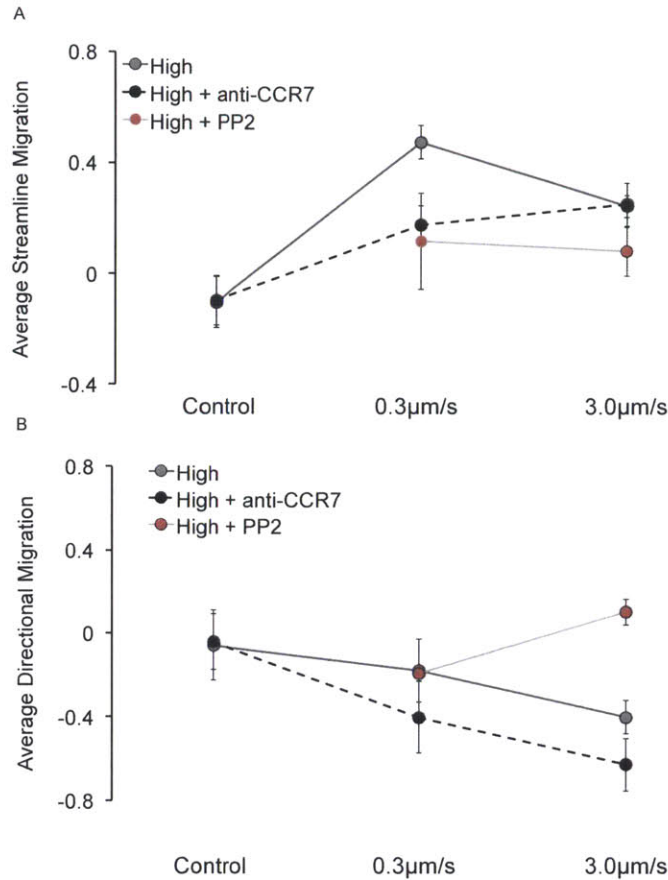 A
0.8
High
High + anti-CCR7
High + PP2
0.4
0
-0.4
Average Streamline Migration
Control 0.3µm/s 3.0µm/s
B
0.8
High
High + anti-CCR7
High + PP2
0.4
0
-0.4
-0.8
Average Directional Migration
Control 0.3µm/s 3.0µm/s